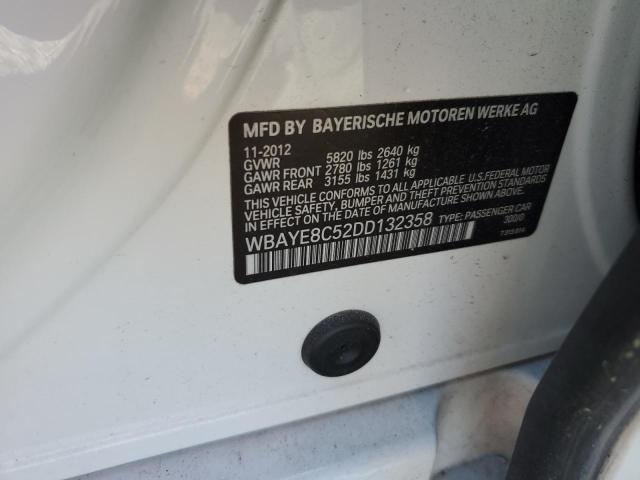 MFD BY BAYERISCHE MOTOREN WERKE AG
11-2012
GVWR 5820 lbs 2640 kg
GAWR FRONT 2780 lbs 1261 kg
GAWR REAR 3155 lbs 1431 kg
THIS VEHICLE CONFORMS TO ALL APPLICABLE U.S.FEDERAL MOTOR
VEHICLE SAFETY, BUMPER, AND THEFT PREVENTION STANDARDS
IN EFFECT ON THE DATE OF MANUFACTURE SHOWN ABOVE.
WBAYE8C52DD132358 TYPE: PASSENGER CAR